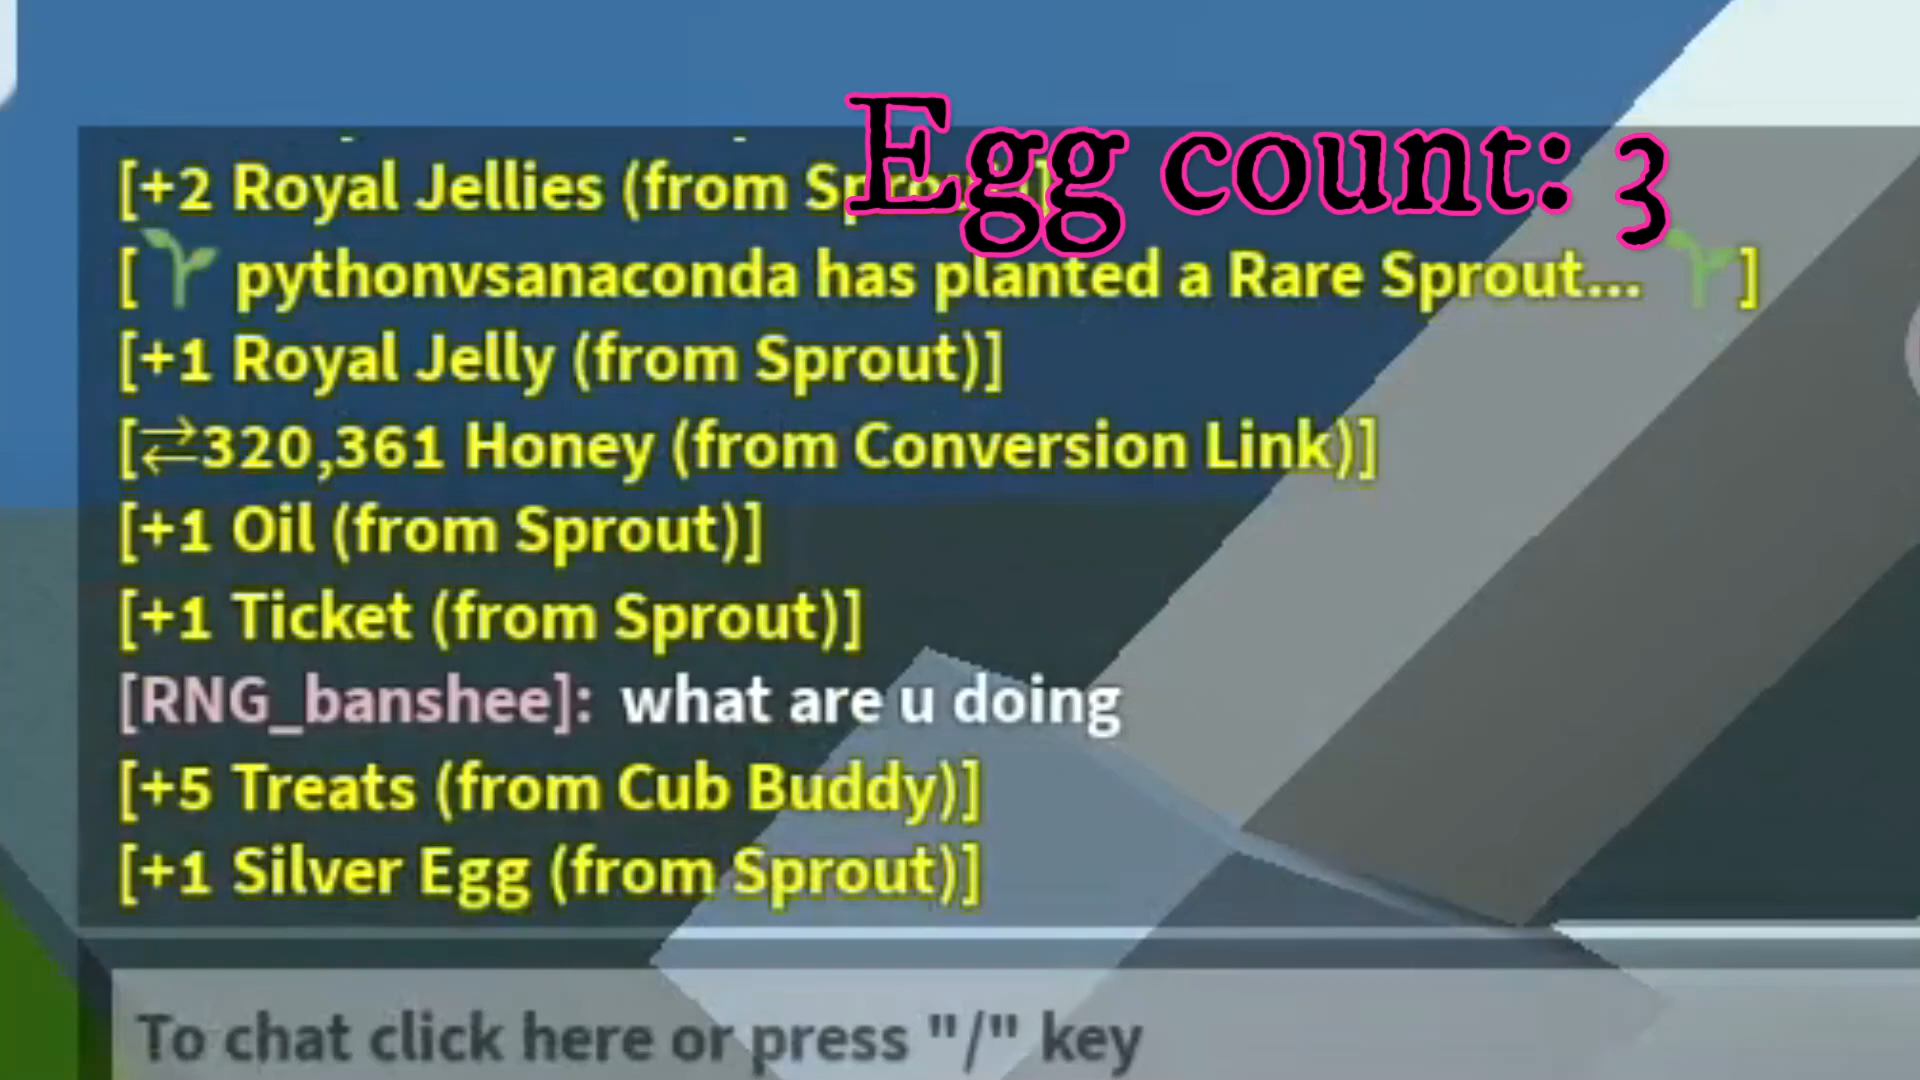 Egg count: 3
[+2 Royal Jellies (from Sprout)]
[🌱 pythonvsanaconda has planted a Rare Sprout... 🌱]
[+1 Royal Jelly (from Sprout)]
[⇄320,361 Honey (from Conversion Link)]
[+1 Oil (from Sprout)]
[+1 Ticket (from Sprout)]
[RNG_banshee]: what are u doing
[+5 Treats (from Cub Buddy)]
[+1 Silver Egg (from Sprout)]
To chat click here or press "/" key